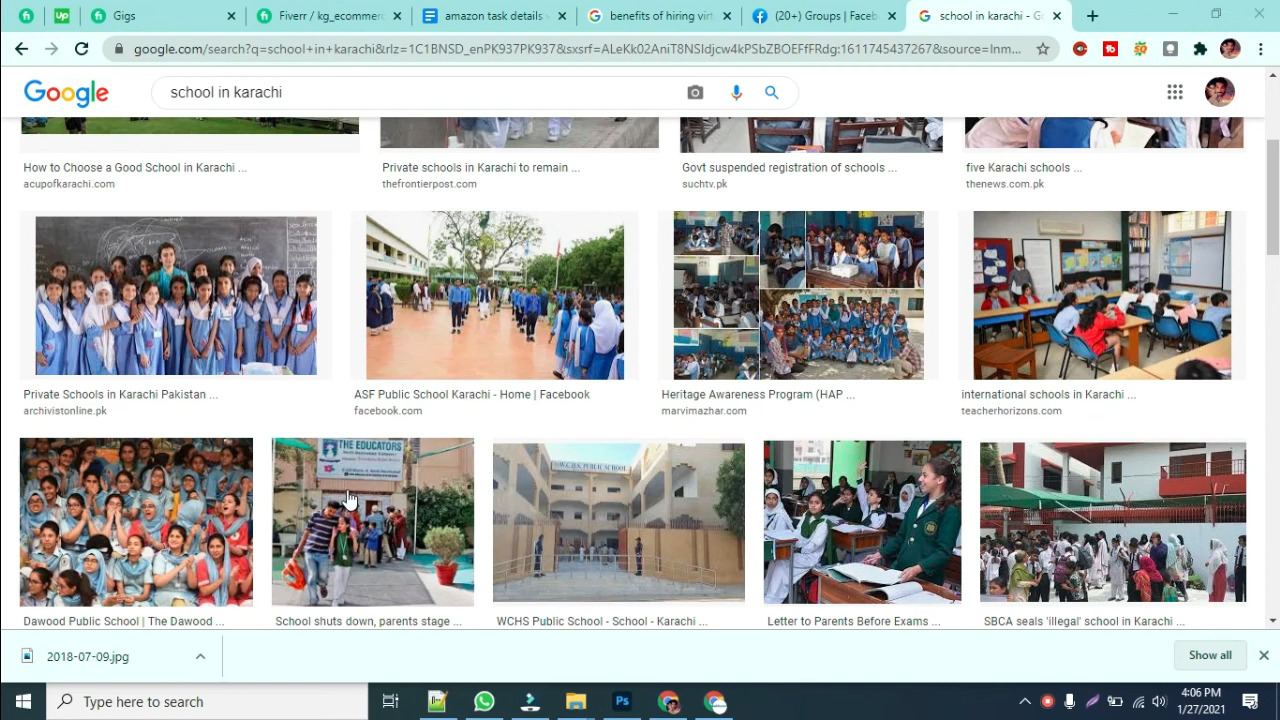 Gigs
Fiverr / kg_ecommerc
amazon task details
benefits of hiring virt
(20+) Groups | Faceb
school in karachi - Go
google.com/search?q=school+in+karachi&rlz=1C1BNSD_enPK937PK937&sxsrf=ALeKk02AniT8NSIdjcw4kPSbZBOEFfFRdg:1611745437267&source=lnm...
Google
school in karachi
How to Choose a Good School in Karachi ...
acupofkarachi.com
Private schools in Karachi to remain ...
thefrontierpost.com
Govt suspended registration of schools ...
suchtv.pk
five Karachi schools ...
thenews.com.pk
Private Schools in Karachi Pakistan ...
archivistonline.pk
ASF Public School Karachi - Home | Facebook
facebook.com
Heritage Awareness Program (HAP ...
marvimazhar.com
international schools in Karachi ...
teacherhorizons.com
THE EDUCATORS
W.C.H.S. PUBLIC SCHOOL
Dawood Public School | The Dawood ...
School shuts down, parents stage ...
WCHS Public School - School - Karachi ...
Letter to Parents Before Exams ...
SBCA seals 'illegal' school in Karachi ...
2018-07-09.jpg
Show all
Type here to search
Ps
4:06 PM
1/27/2021